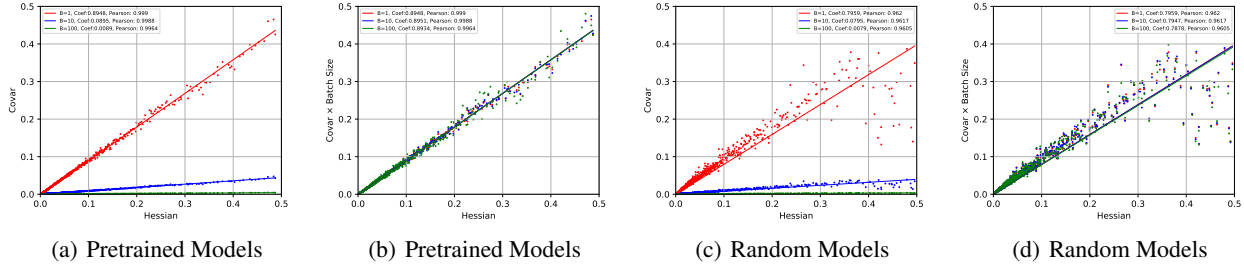 B=1, Coef:0.8948, Pearson: 0.999
B=10, Coef:0.0895, Pearson: 0.9988
B=100, Coef:0.0089, Pearson: 0.9964
0.5
0.4
0.3
0.2
0.1
0.0
Covar
0.0 0.1 0.2 0.3 0.4 0.5
Hessian
(a) Pretrained Models
B=1, Coef:0.8948, Pearson: 0.999
B=10, Coef:0.8951, Pearson: 0.9988
B=100, Coef:0.8934, Pearson: 0.9964
0.5
0.4
0.3
0.2
0.1
0.0
Covar × Batch Size
0.0 0.1 0.2 0.3 0.4 0.5
Hessian
(b) Pretrained Models
B=1, Coef:0.7959, Pearson: 0.962
B=10, Coef:0.0795, Pearson: 0.9617
B=100, Coef:0.0079, Pearson: 0.9605
0.5
0.4
0.3
0.2
0.1
0.0
Covar
0.0 0.1 0.2 0.3 0.4 0.5
Hessian
(c) Random Models
B=1, Coef:0.7959, Pearson: 0.962
B=10, Coef:0.7947, Pearson: 0.9617
B=100, Coef:0.7878, Pearson: 0.9605
0.5
0.4
0.3
0.2
0.1
0.0
Covar × Batch Size
0.0 0.1 0.2 0.3 0.4 0.5
Hessian
(d) Random Models